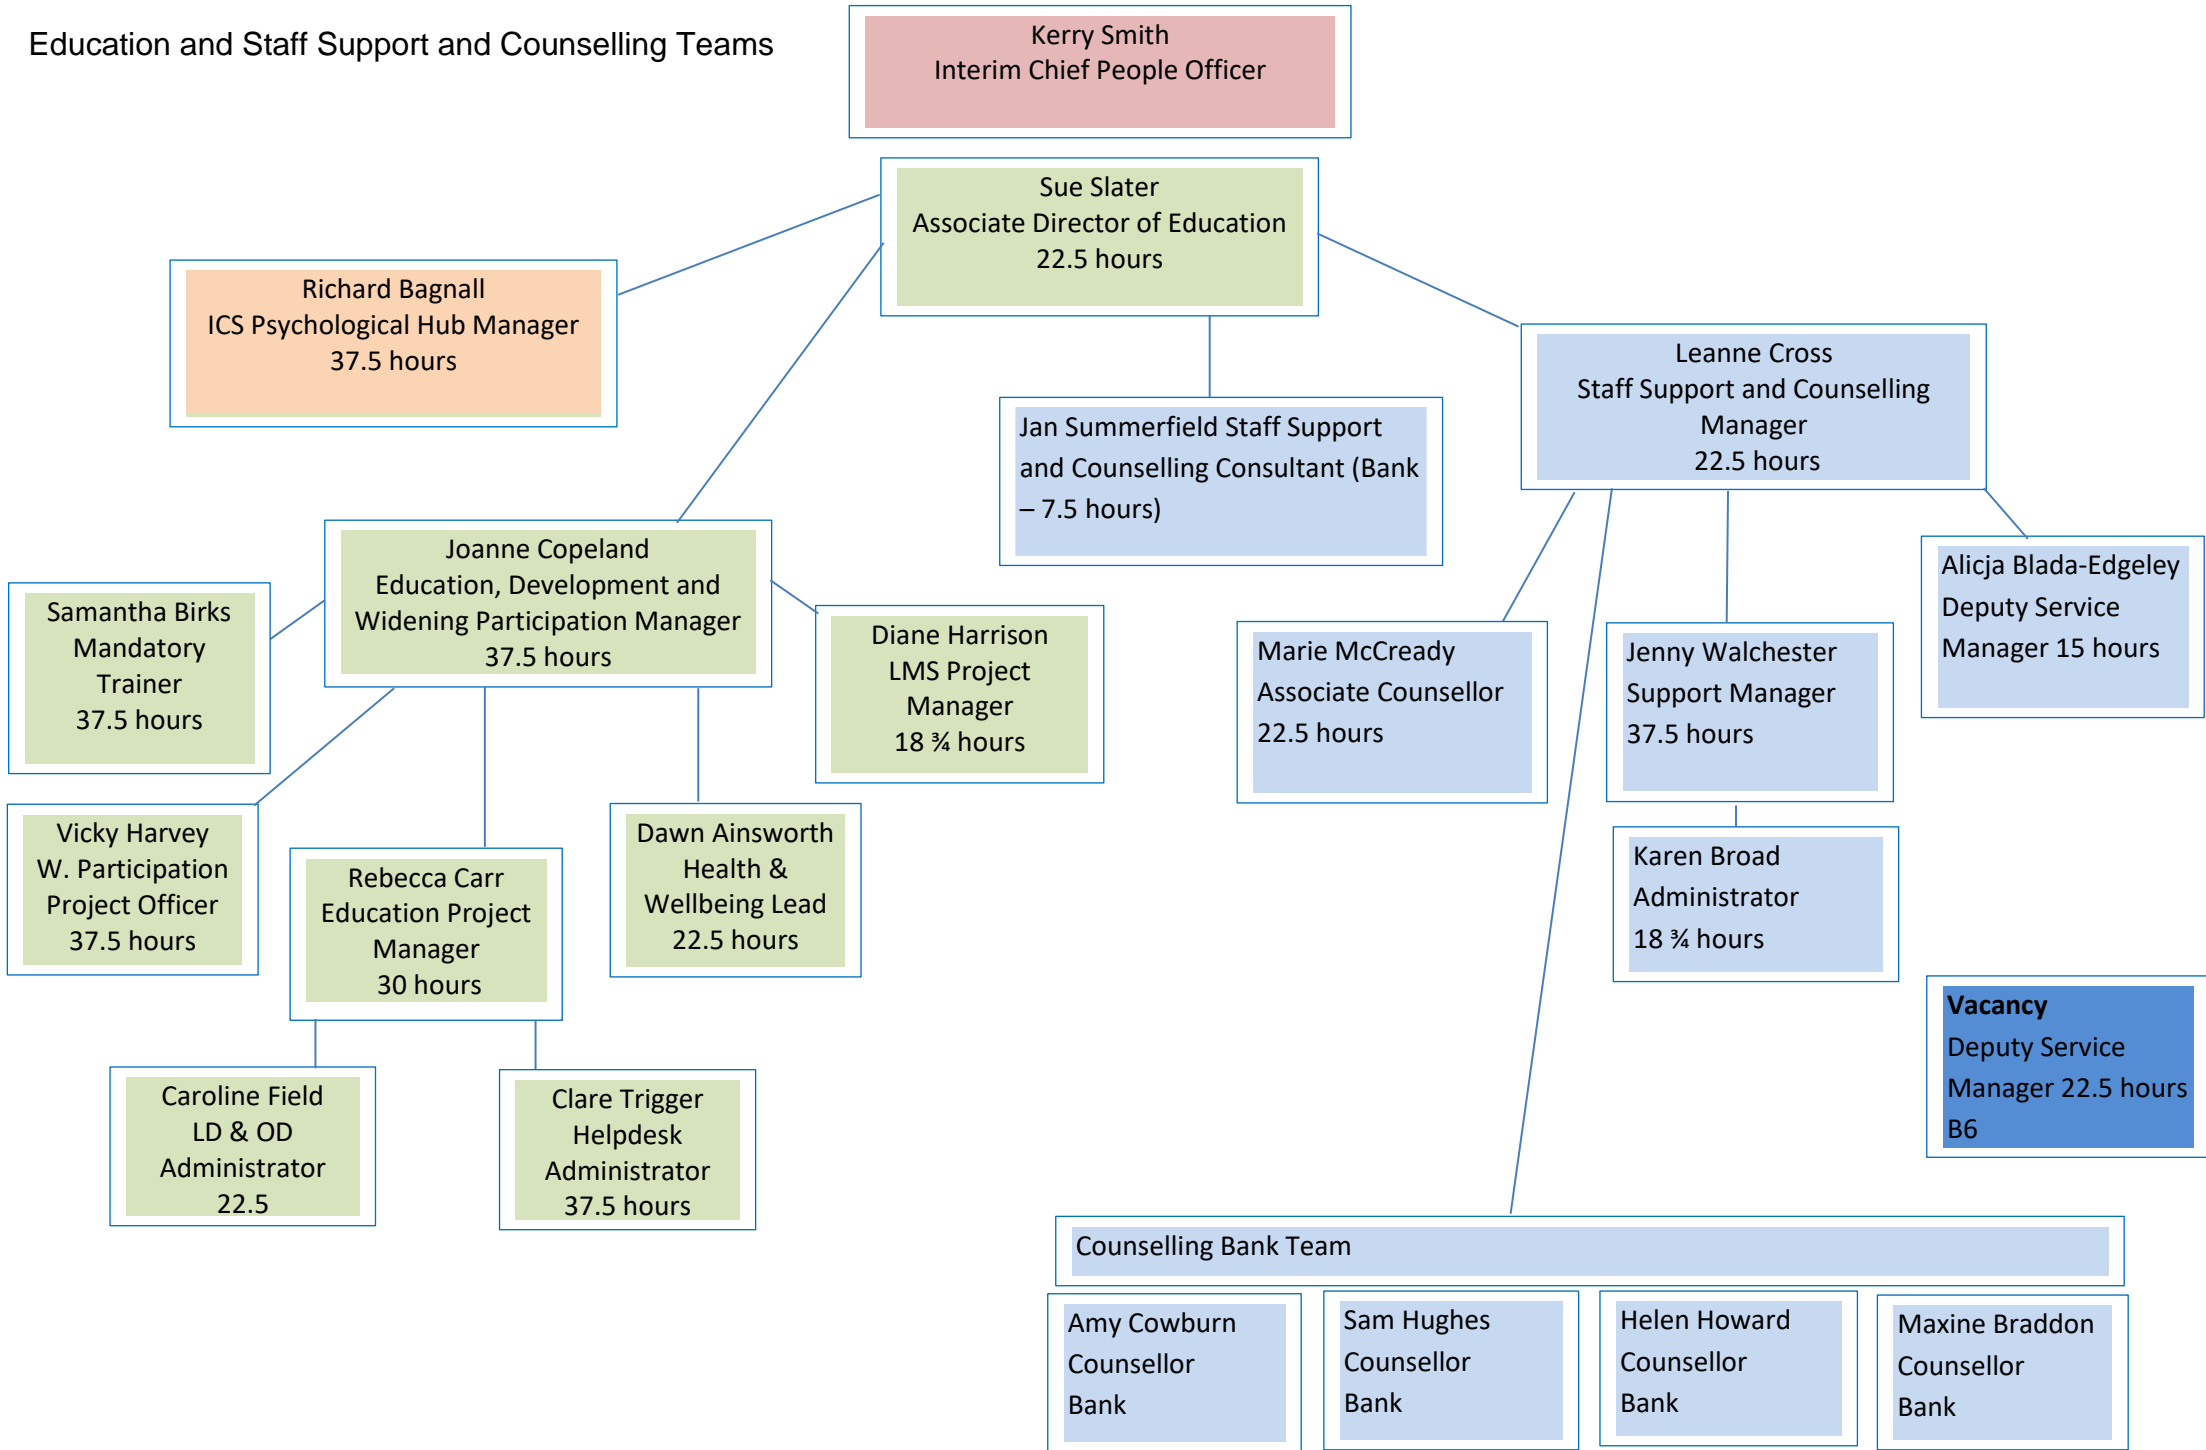 Education and Staff Support and Counselling Teams
Kerry Smith
Interim Chief People Officer
Sue Slater
Associate Director of Education
22.5 hours
Richard Bagnall
ICS Psychological Hub Manager
37.5 hours
Jan Summerfield Staff Support
and Counselling Consultant (Bank
– 7.5 hours)
Leanne Cross
Staff Support and Counselling
Manager
22.5 hours
Joanne Copeland
Education, Development and
Widening Participation Manager
37.5 hours
Samantha Birks
Mandatory
Trainer
37.5 hours
Diane Harrison
LMS Project
Manager
18 ¾ hours
Marie McCready
Associate Counsellor
22.5 hours
Jenny Walchester
Support Manager
37.5 hours
Alicja Blada-Edgeley
Deputy Service
Manager 15 hours
Vicky Harvey
W. Participation
Project Officer
37.5 hours
Rebecca Carr
Education Project
Manager
30 hours
Dawn Ainsworth
Health &
Wellbeing Lead
22.5 hours
Karen Broad
Administrator
18 ¾ hours
Vacancy
Deputy Service
Manager 22.5 hours
B6
Caroline Field
LD & OD
Administrator
22.5
Clare Trigger
Helpdesk
Administrator
37.5 hours
Counselling Bank Team
Amy Cowburn
Counsellor
Bank
Sam Hughes
Counsellor
Bank
Helen Howard
Counsellor
Bank
Maxine Braddon
Counsellor
Bank